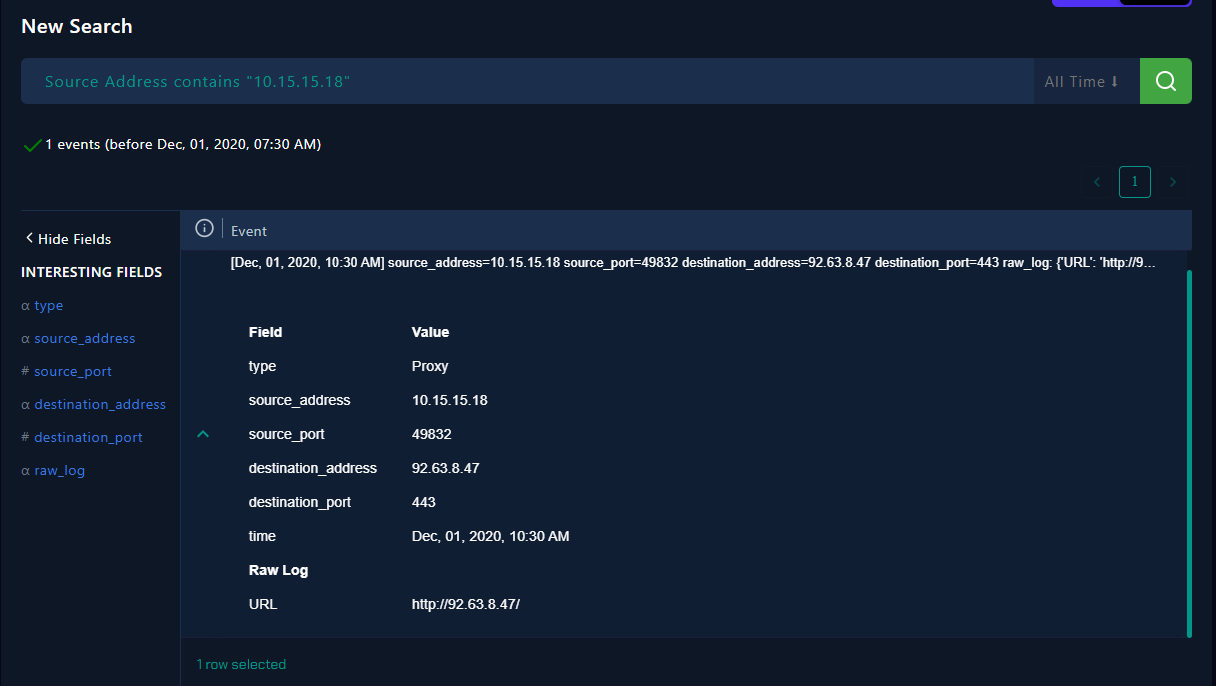 New Search
Source Address contains "10.15.15.18"
All Time ⬇
1 events (before Dec, 01, 2020, 07:30 AM)
1
Hide Fields
INTERESTING FIELDS
α type
α source_address
# source_port
α destination_address
# destination_port
α raw_log
Event
[Dec, 01, 2020, 10:30 AM] source_address=10.15.15.18 source_port=49832 destination_address=92.63.8.47 destination_port=443 raw_log: {'URL': 'http://9...
Field Value
type Proxy
source_address 10.15.15.18
source_port 49832
destination_address 92.63.8.47
destination_port 443
time Dec, 01, 2020, 10:30 AM
Raw Log
URL http://92.63.8.47/
1 row selected